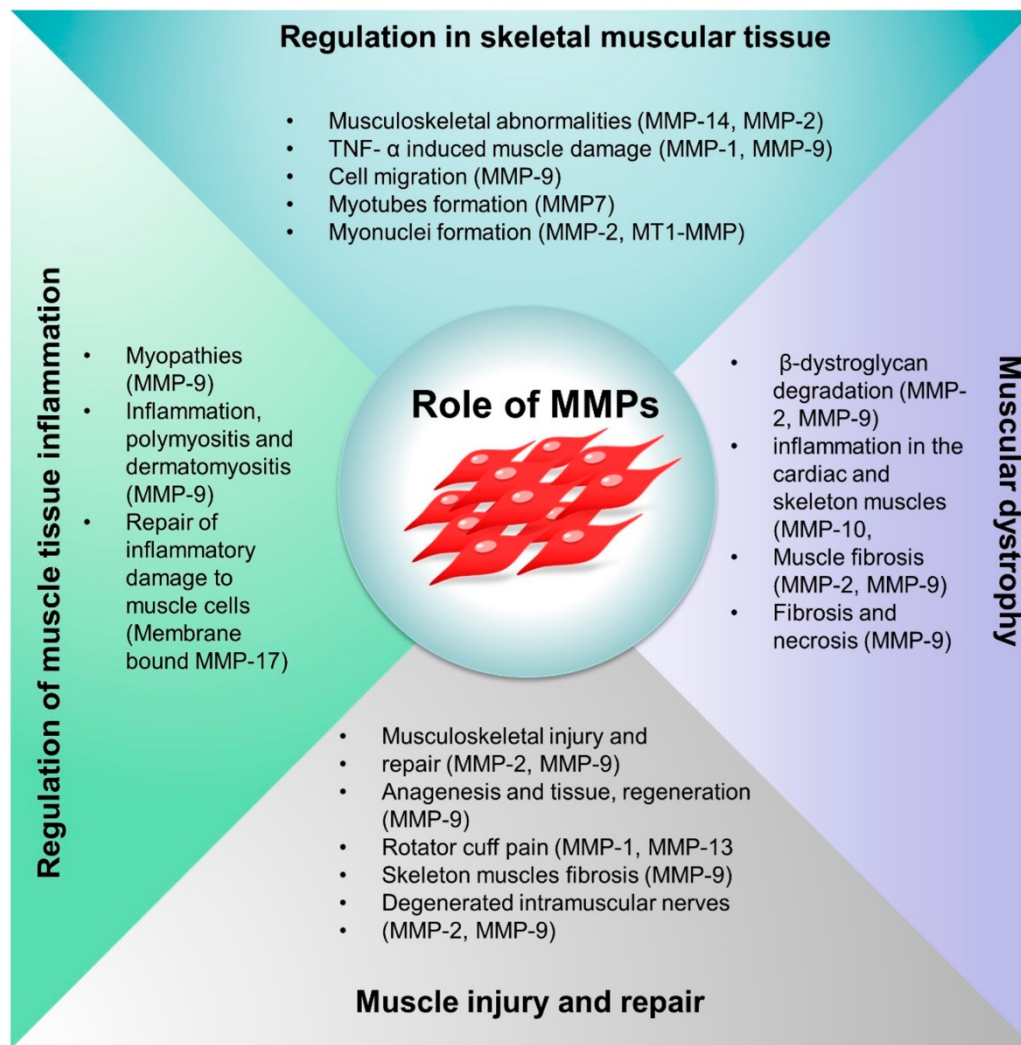 Regulation in skeletal muscular tissue
• Musculoskeletal abnormalities (MMP-14, MMP-2)
• TNF- α induced muscle damage (MMP-1, MMP-9)
• Cell migration (MMP-9)
• Myotubes formation (MMP7)
• Myonuclei formation (MMP-2, MT1-MMP)
Regulation of muscle tissue inflammation
• Myopathies
(MMP-9)
• Inflammation,
polymyositis and
dermatomyositis
(MMP-9)
• Repair of
inflammatory
damage to
muscle cells
(Membrane
bound MMP-17)
Role of MMPs
• β-dystroglycan
degradation (MMP-
2, MMP-9)
• inflammation in the
cardiac and
skeleton muscles
(MMP-10,
• Muscle fibrosis
(MMP-2, MMP-9)
• Fibrosis and
necrosis (MMP-9)
Muscular dystrophy
• Musculoskeletal injury and
• repair (MMP-2, MMP-9)
• Anagenesis and tissue, regeneration
(MMP-9)
• Rotator cuff pain (MMP-1, MMP-13
• Skeleton muscles fibrosis (MMP-9)
• Degenerated intramuscular nerves
• (MMP-2, MMP-9)
Muscle injury and repair